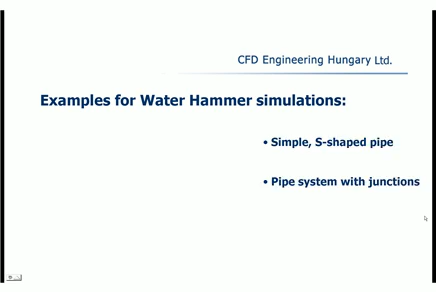 CFD Engineering Hungary Ltd.
Examples for Water Hammer simulations:
• Simple, S-shaped pipe
• Pipe system with junctions